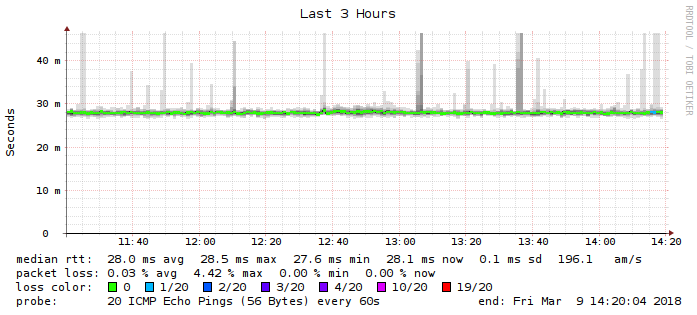 Last 3 Hours
RRDTOOL / TOBI OETIKER
Seconds
40 m
30 m
20 m
10 m
0
11:40 12:00 12:20 12:40 13:00 13:20 13:40 14:00 14:20
median rtt: 28.0 ms avg 28.5 ms max 27.6 ms min 28.1 ms now 0.1 ms sd 196.1 am/s
packet loss: 0.03 % avg 4.42 % max 0.00 % min 0.00 % now
loss color: 0 1/20 2/20 3/20 4/20 10/20 19/20
probe: 20 ICMP Echo Pings (56 Bytes) every 60s end: Fri Mar 9 14:20:04 2018